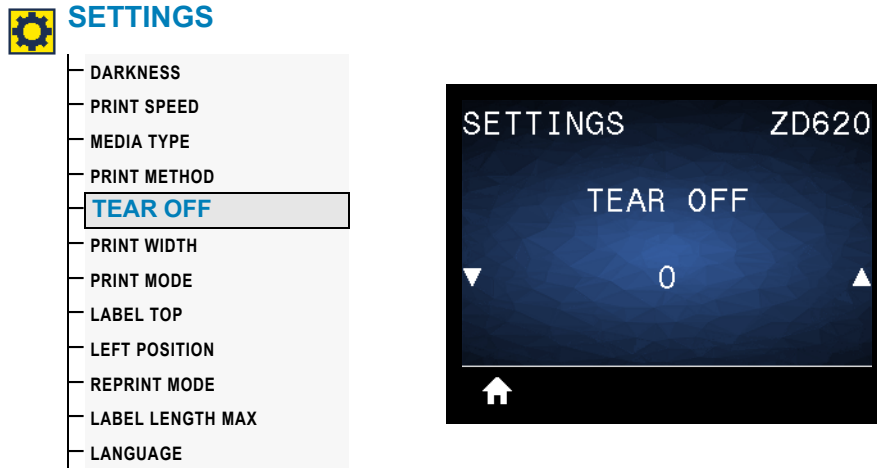 SETTINGS
DARKNESS
PRINT SPEED
MEDIA TYPE
PRINT METHOD
TEAR OFF
PRINT WIDTH
PRINT MODE
LABEL TOP
LEFT POSITION
REPRINT MODE
LABEL LENGTH MAX
LANGUAGE
SETTINGS ZD620
TEAR OFF
0